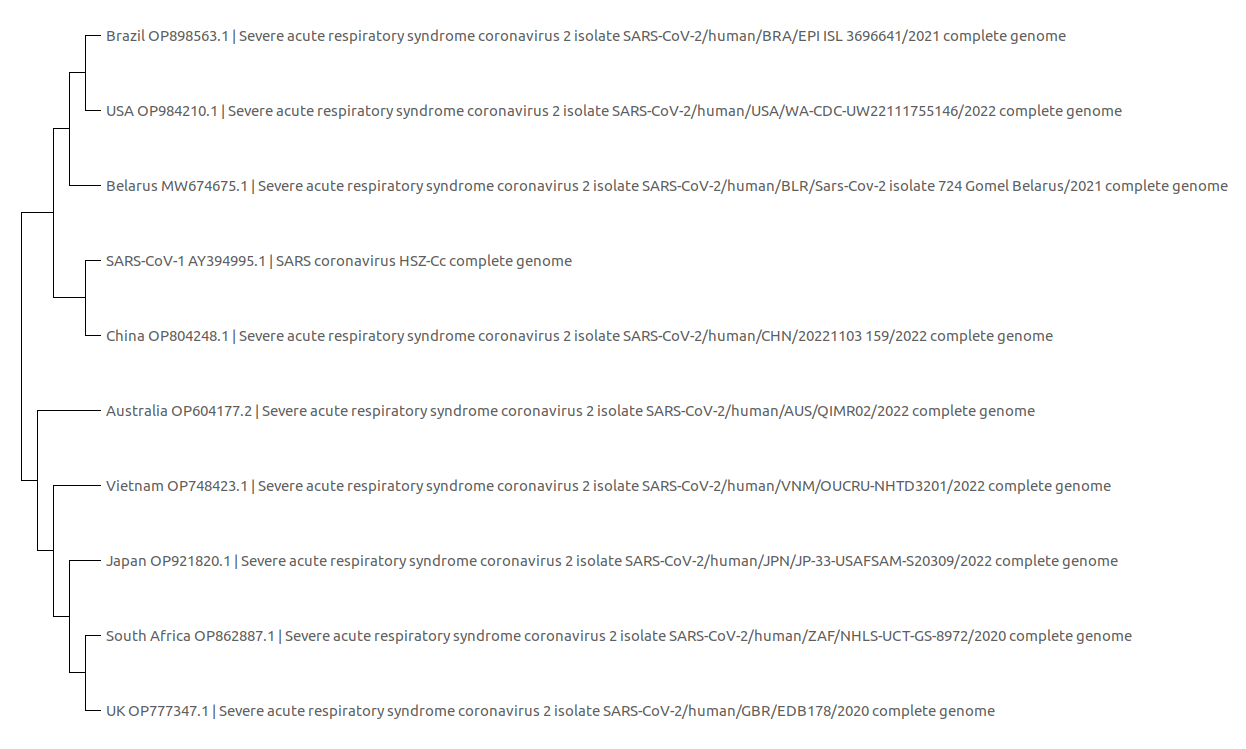 Brazil OP898563.1 | Severe acute respiratory syndrome coronavirus 2 isolate SARS-CoV-2/human/BRA/EPI ISL 3696641/2021 complete genome
USA OP984210.1 | Severe acute respiratory syndrome coronavirus 2 isolate SARS-CoV-2/human/USA/WA-CDC-UW22111755146/2022 complete genome
Belarus MW674675.1 | Severe acute respiratory syndrome coronavirus 2 isolate SARS-CoV-2/human/BLR/Sars-Cov-2 isolate 724 Gomel Belarus/2021 complete genome
SARS-CoV-1 AY394995.1 | SARS coronavirus HSZ-Cc complete genome
China OP804248.1 | Severe acute respiratory syndrome coronavirus 2 isolate SARS-CoV-2/human/CHN/20221103 159/2022 complete genome
Australia OP604177.2 | Severe acute respiratory syndrome coronavirus 2 isolate SARS-CoV-2/human/AUS/QIMR02/2022 complete genome
Vietnam OP748423.1 | Severe acute respiratory syndrome coronavirus 2 isolate SARS-CoV-2/human/VNM/OUCRU-NHTD3201/2022 complete genome
Japan OP921820.1 | Severe acute respiratory syndrome coronavirus 2 isolate SARS-CoV-2/human/JPN/JP-33-USAFSAM-S20309/2022 complete genome
South Africa OP862887.1 | Severe acute respiratory syndrome coronavirus 2 isolate SARS-CoV-2/human/ZAF/NHLS-UCT-GS-8972/2020 complete genome
UK OP777347.1 | Severe acute respiratory syndrome coronavirus 2 isolate SARS-CoV-2/human/GBR/EDB178/2020 complete genome